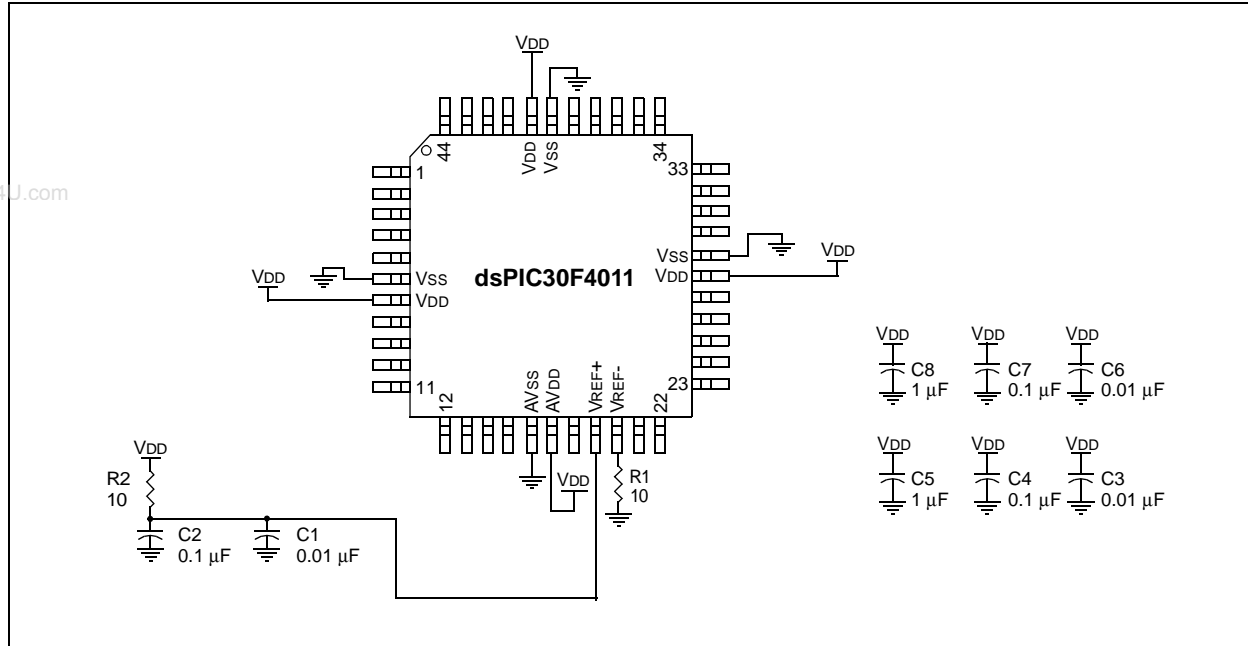 VDD
44
34
VDD
VSS
1
33
4U.com
VSS
VDD
VDD
VSS
VDD
VDD
dsPIC30F4011
11
23
12
AVSS
AVDD
VREF+
VREF-
22
VDD
C8
1 µF
VDD
C7
0.1 µF
VDD
C6
0.01 µF
VDD
R2
10
VDD
R1
10
VDD
C5
1 µF
VDD
C4
0.1 µF
VDD
C3
0.01 µF
C2
0.1 µF
C1
0.01 µF